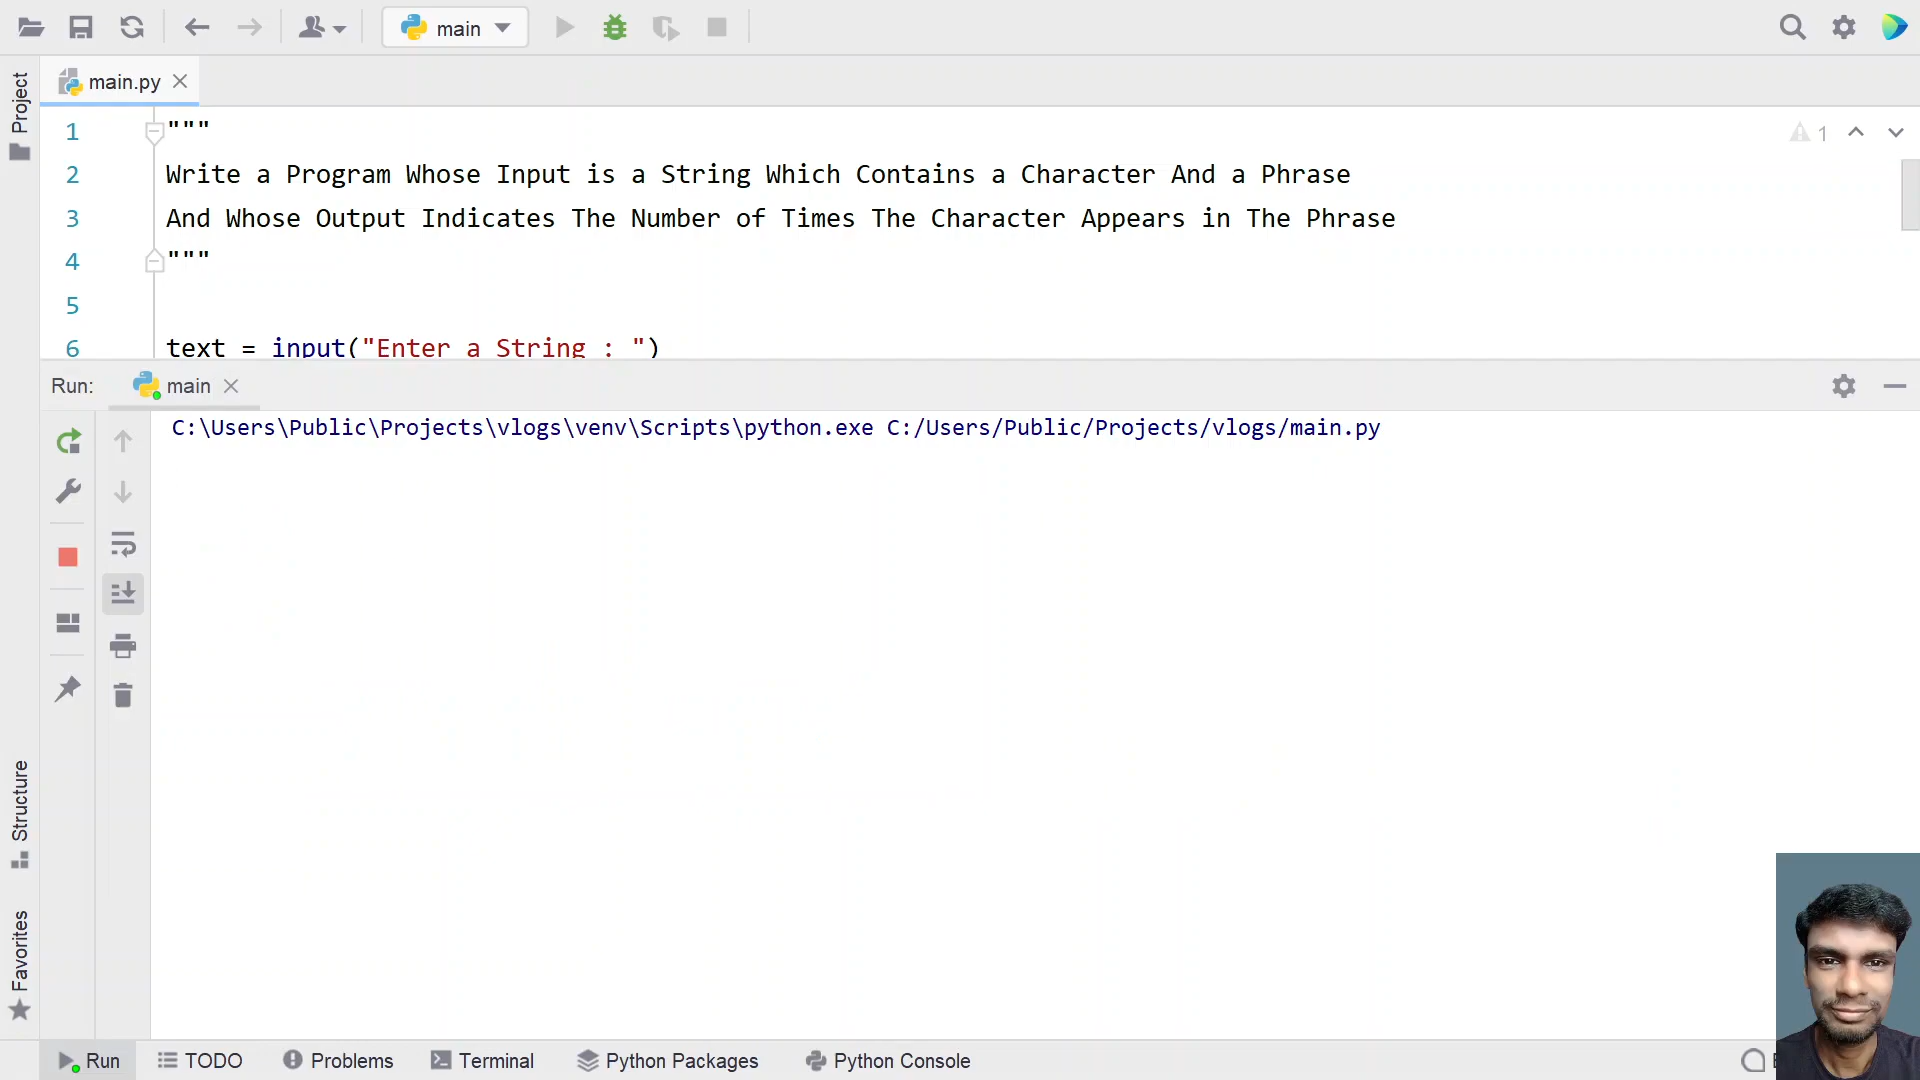 main
main.py
Project
1
"""
1
2
Write a Program Whose Input is a String Which Contains a Character And a Phrase
3
And Whose Output Indicates The Number of Times The Character Appears in The Phrase
4
"""
5
6
text = input("Enter a String : ")
Run:
main
C:\Users\Public\Projects\vlogs\venv\Scripts\python.exe C:/Users/Public/Projects/vlogs/main.py
Structure
Favorites
Run
TODO
Problems
Terminal
Python Packages
Python Console